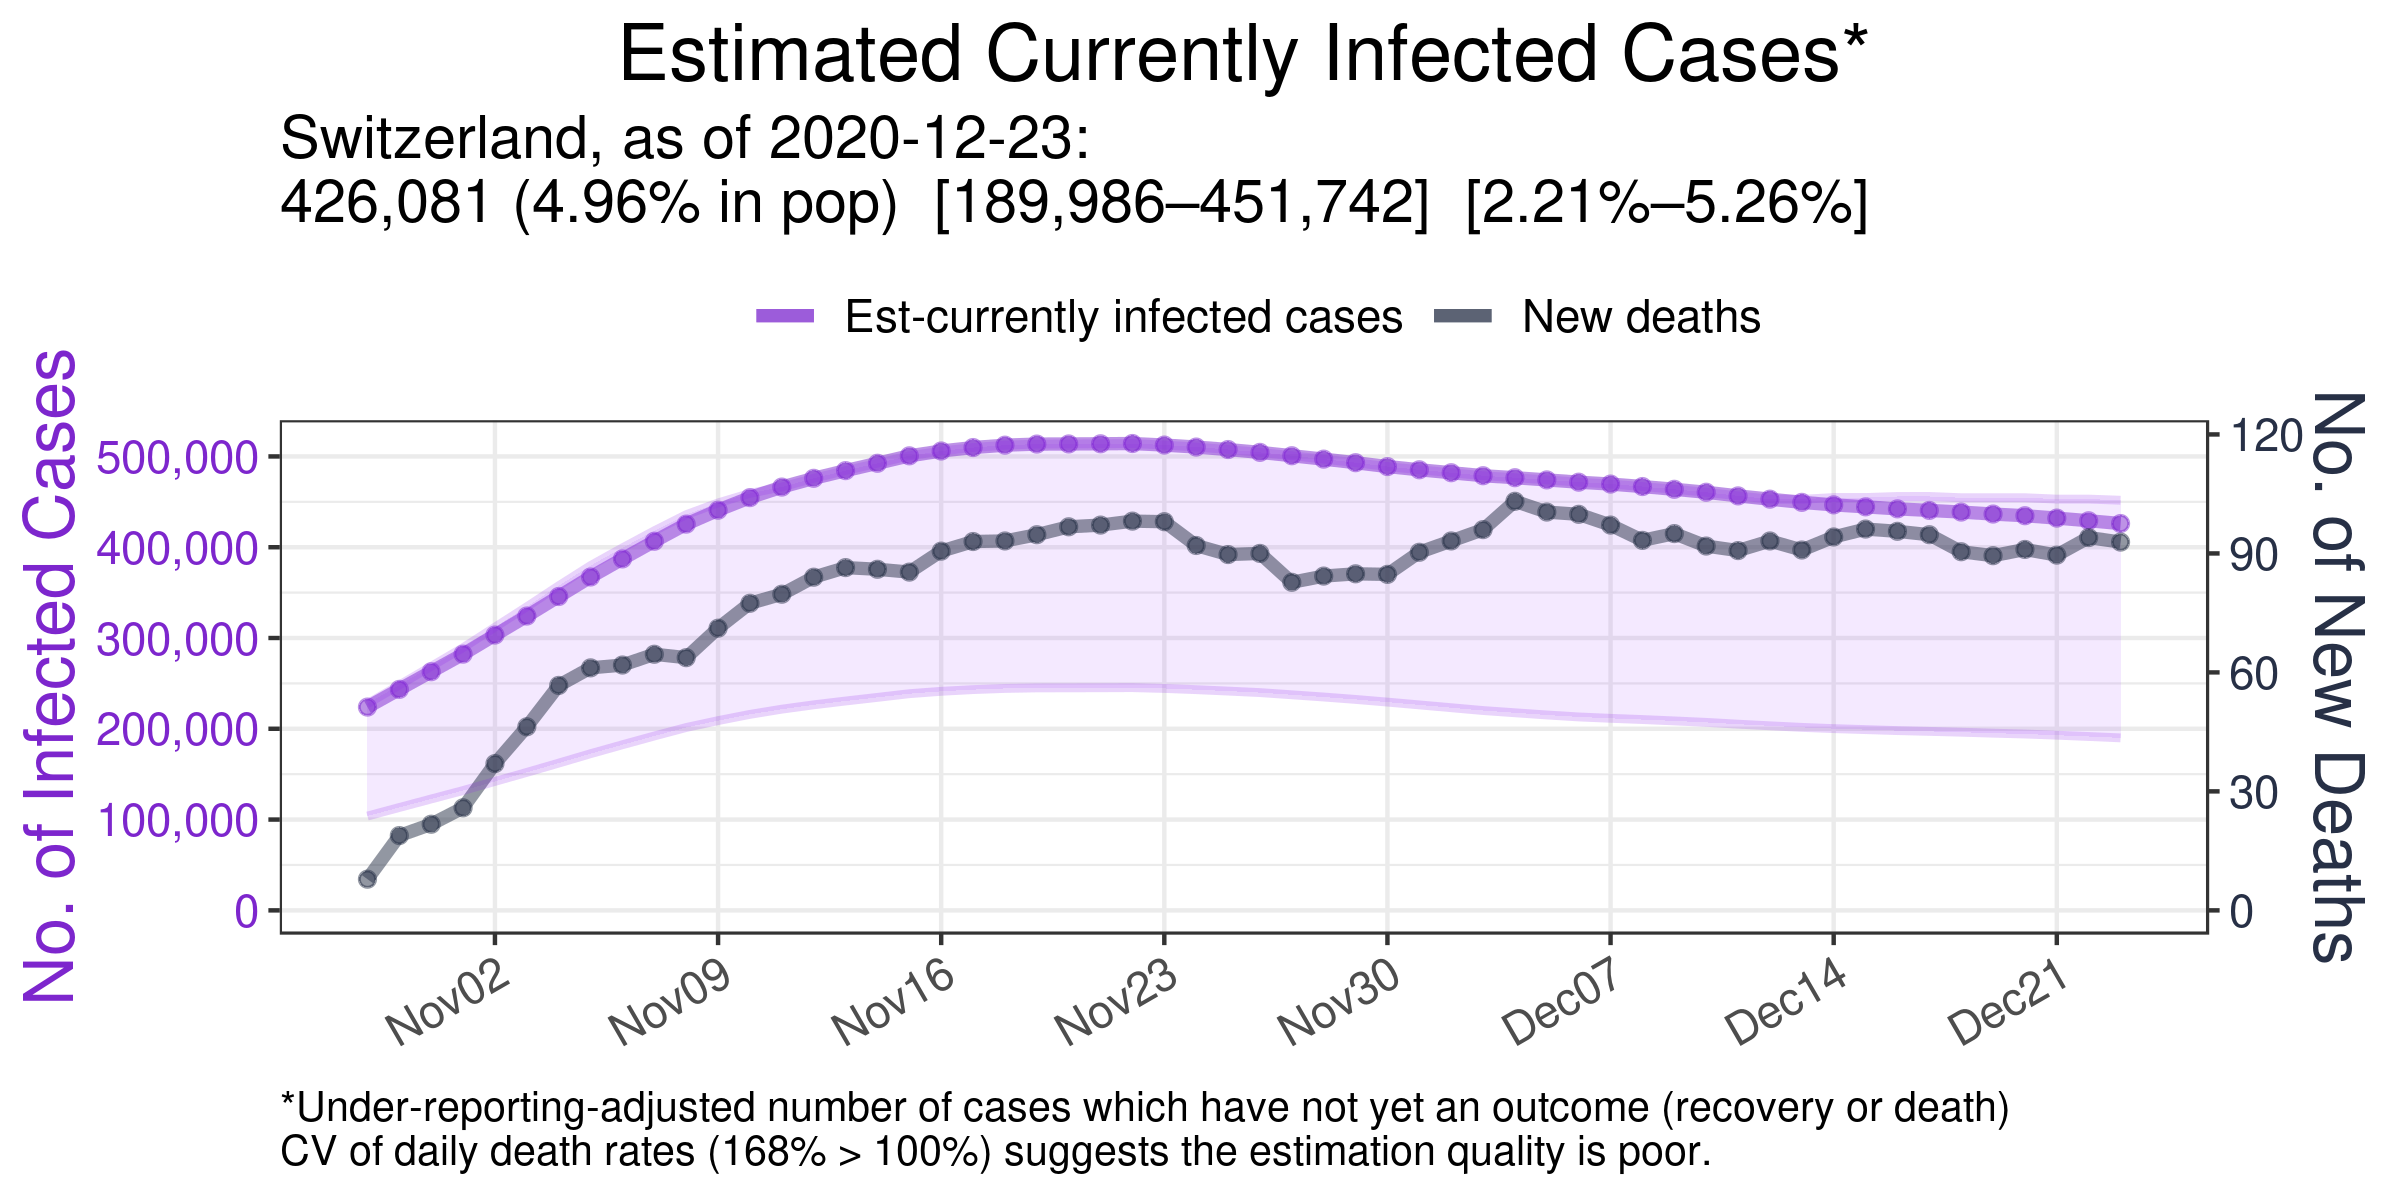 Estimated Currently Infected Cases*
Switzerland, as of 2020-12-23:
426,081 (4.96% in pop)  [189,986–451,742]  [2.21%–5.26%]
Est-currently infected cases
New deaths
No. of Infected Cases
500,000
400,000
300,000
200,000
100,000
0
120
90
60
30
0
No. of New Deaths
Nov02
Nov09
Nov16
Nov23
Nov30
Dec07
Dec14
Dec21
*Under-reporting-adjusted number of cases which have not yet an outcome (recovery or death)
CV of daily death rates (168% > 100%) suggests the estimation quality is poor.